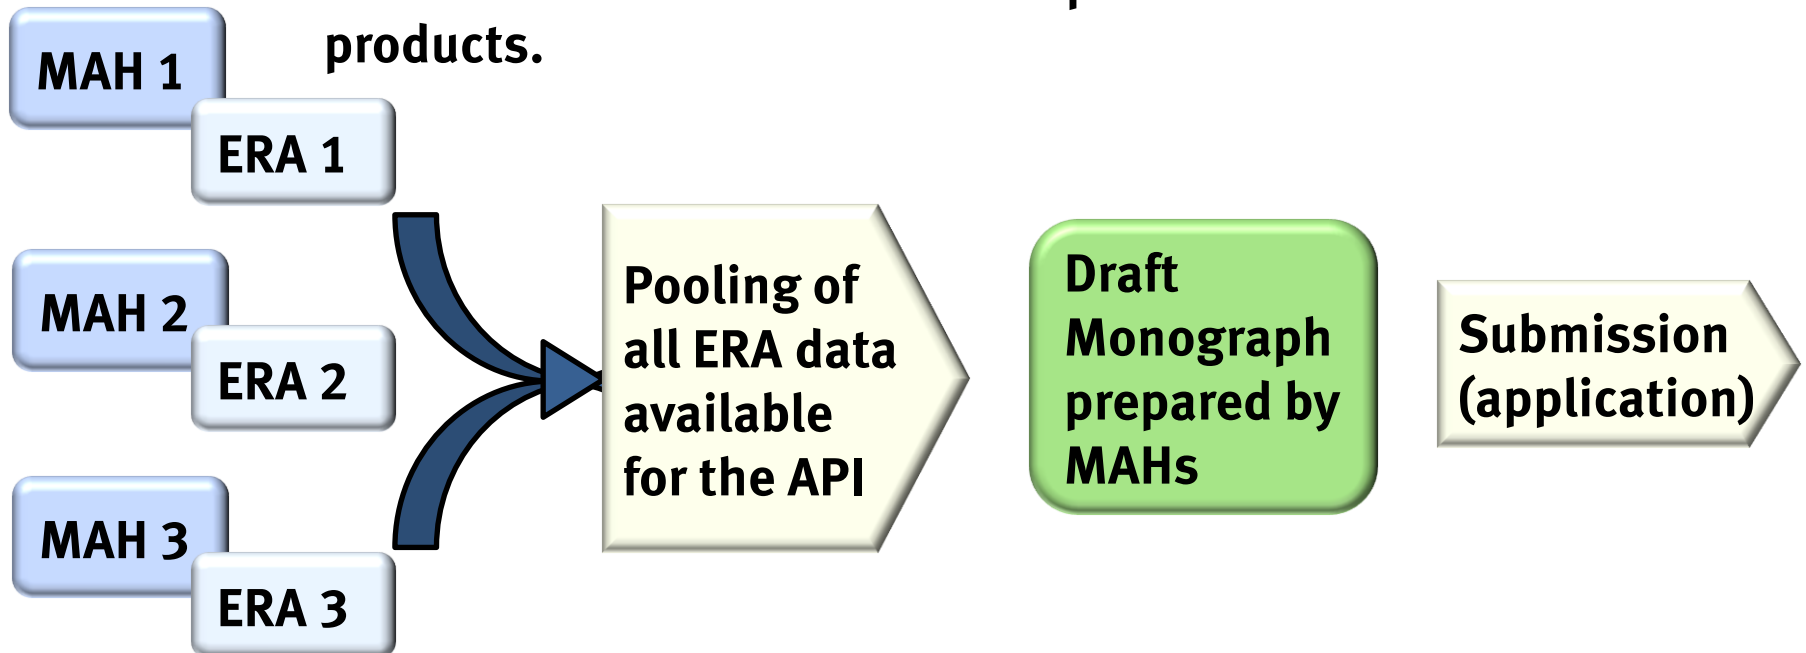 products.
MAH 1
ERA 1
MAH 2
ERA 2
MAH 3
ERA 3
Pooling of
all ERA data
available
for the API
Draft
Monograph
prepared by
MAHs
Submission
(application)